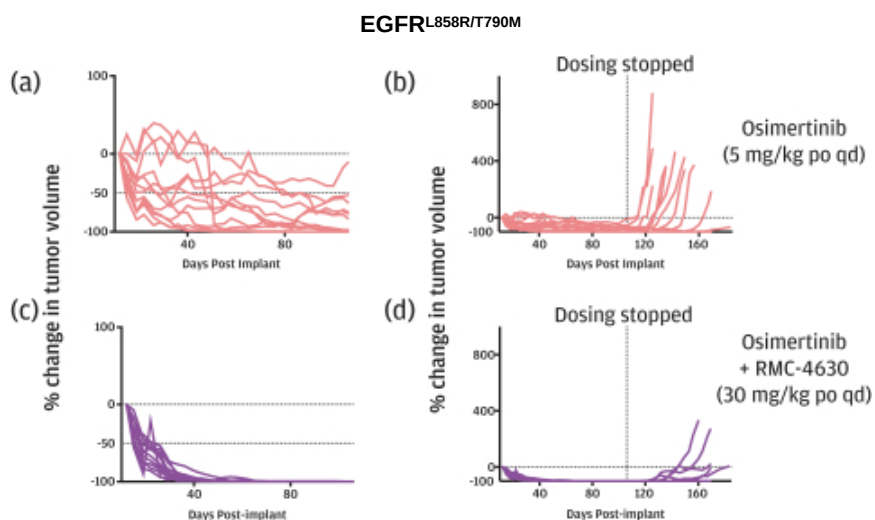 EGFRL858R/T790M
(a)
% change in tumor volume
100
0
-50
-100
40
80
Days Post Implant
(b)
% change in tumor volume
Dosing stopped
800
400
0
-100
40
80
120
160
Days Post Implant
Osimertinib
(5 mg/kg po qd)
(c)
100
0
-50
-100
40
80
Days Post-implant
(d)
Dosing stopped
800
400
0
-100
40
80
120
160
Days Post-implant
Osimertinib
+ RMC-4630
(30 mg/kg po qd)